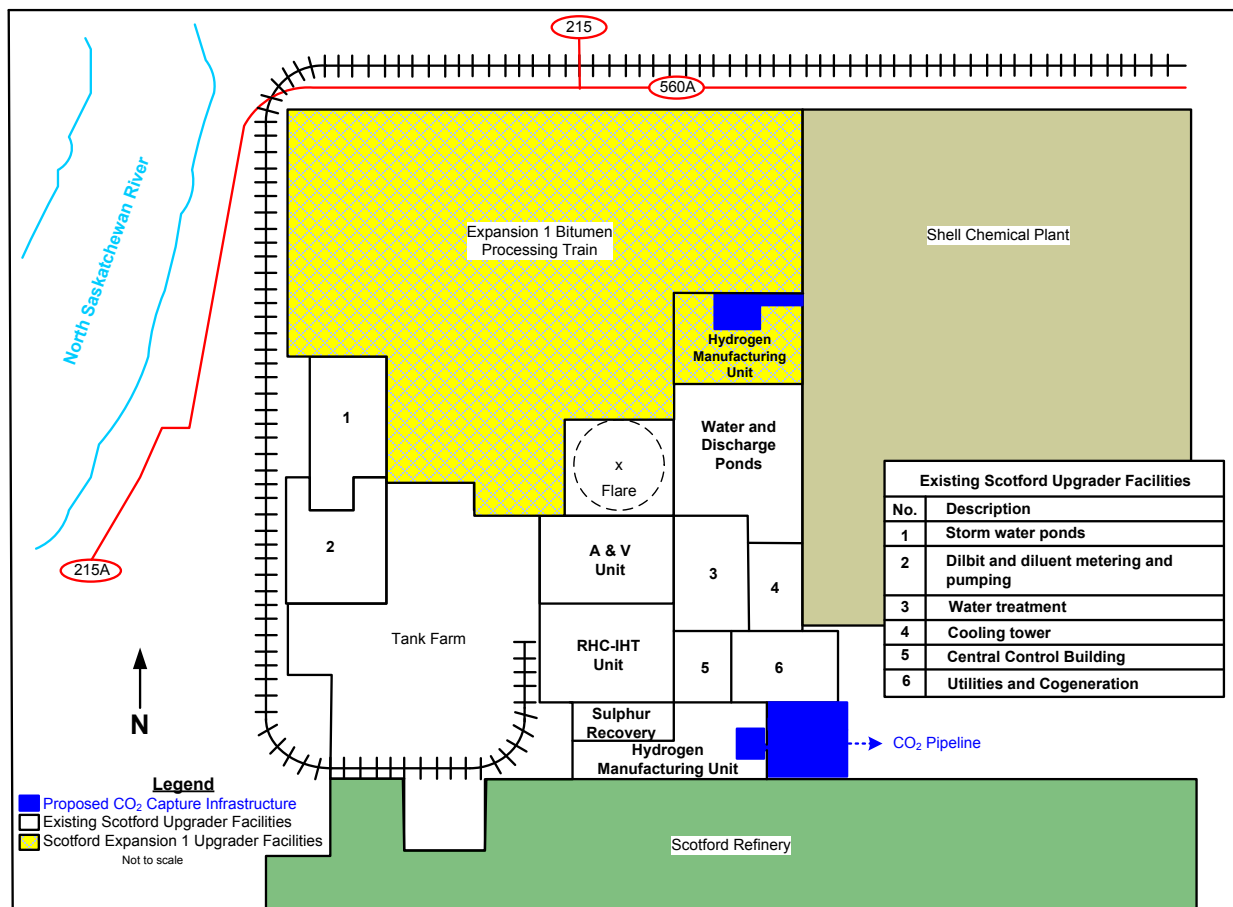 215
560A
North Saskatchewan River
Expansion 1 Bitumen
Processing Train
Shell Chemical Plant
Hydrogen
Manufacturing
Unit
1
Water and
Discharge
Ponds
x
Flare
Existing Scotford Upgrader Facilities
No. Description
1 Storm water ponds
2 Dilbit and diluent metering and
pumping
3 Water treatment
4 Cooling tower
5 Central Control Building
6 Utilities and Cogeneration
2
A & V
Unit
3
4
215A
Tank Farm
RHC-IHT
Unit
5
6
N
Sulphur
Recovery
Hydrogen
Manufacturing Unit
CO₂ Pipeline
Legend
Proposed CO₂ Capture Infrastructure
Existing Scotford Upgrader Facilities
Scotford Expansion 1 Upgrader Facilities
Not to scale
Scotford Refinery